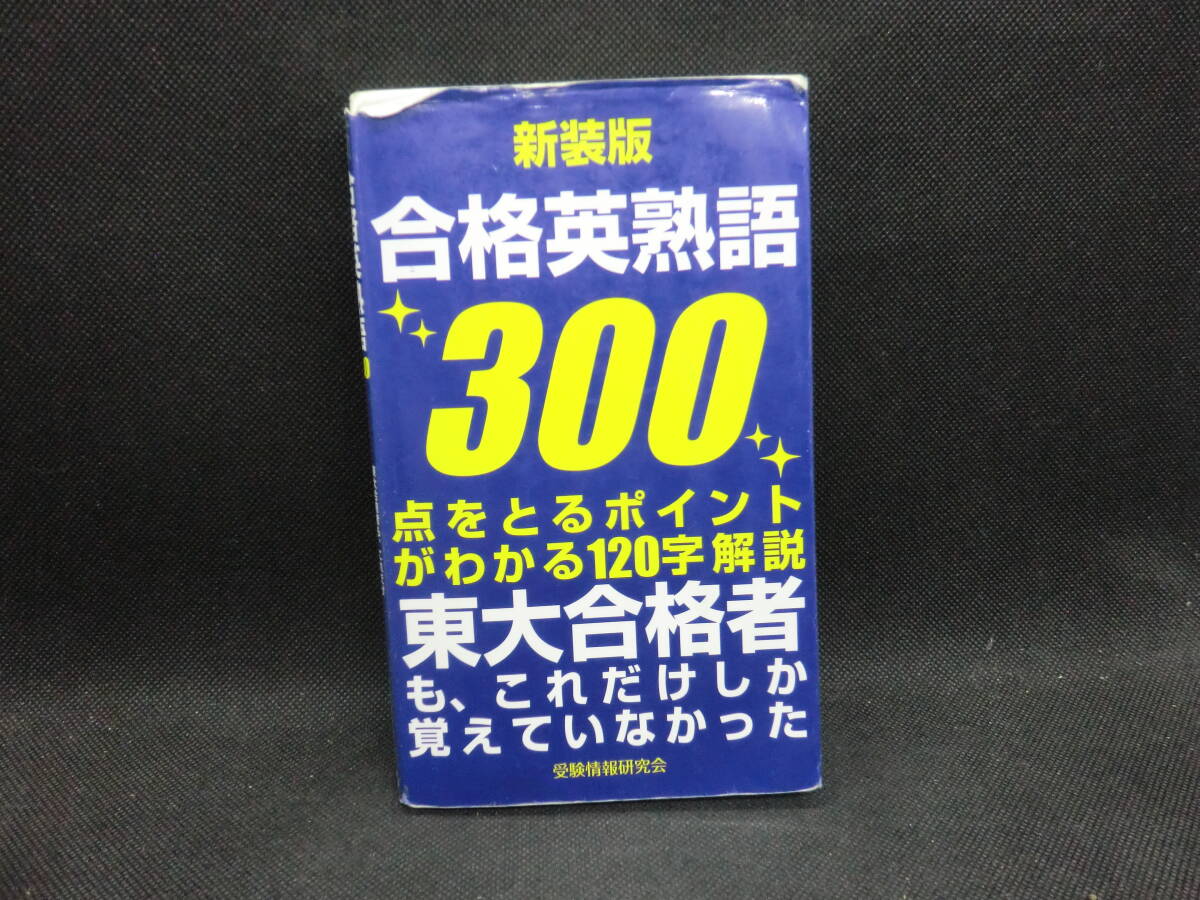 新装版
合格英熟語
300
点をとるポイント
がわかる120字解説
東大合格者
も、これだけしか
覚えていなかった
受験情報研究会